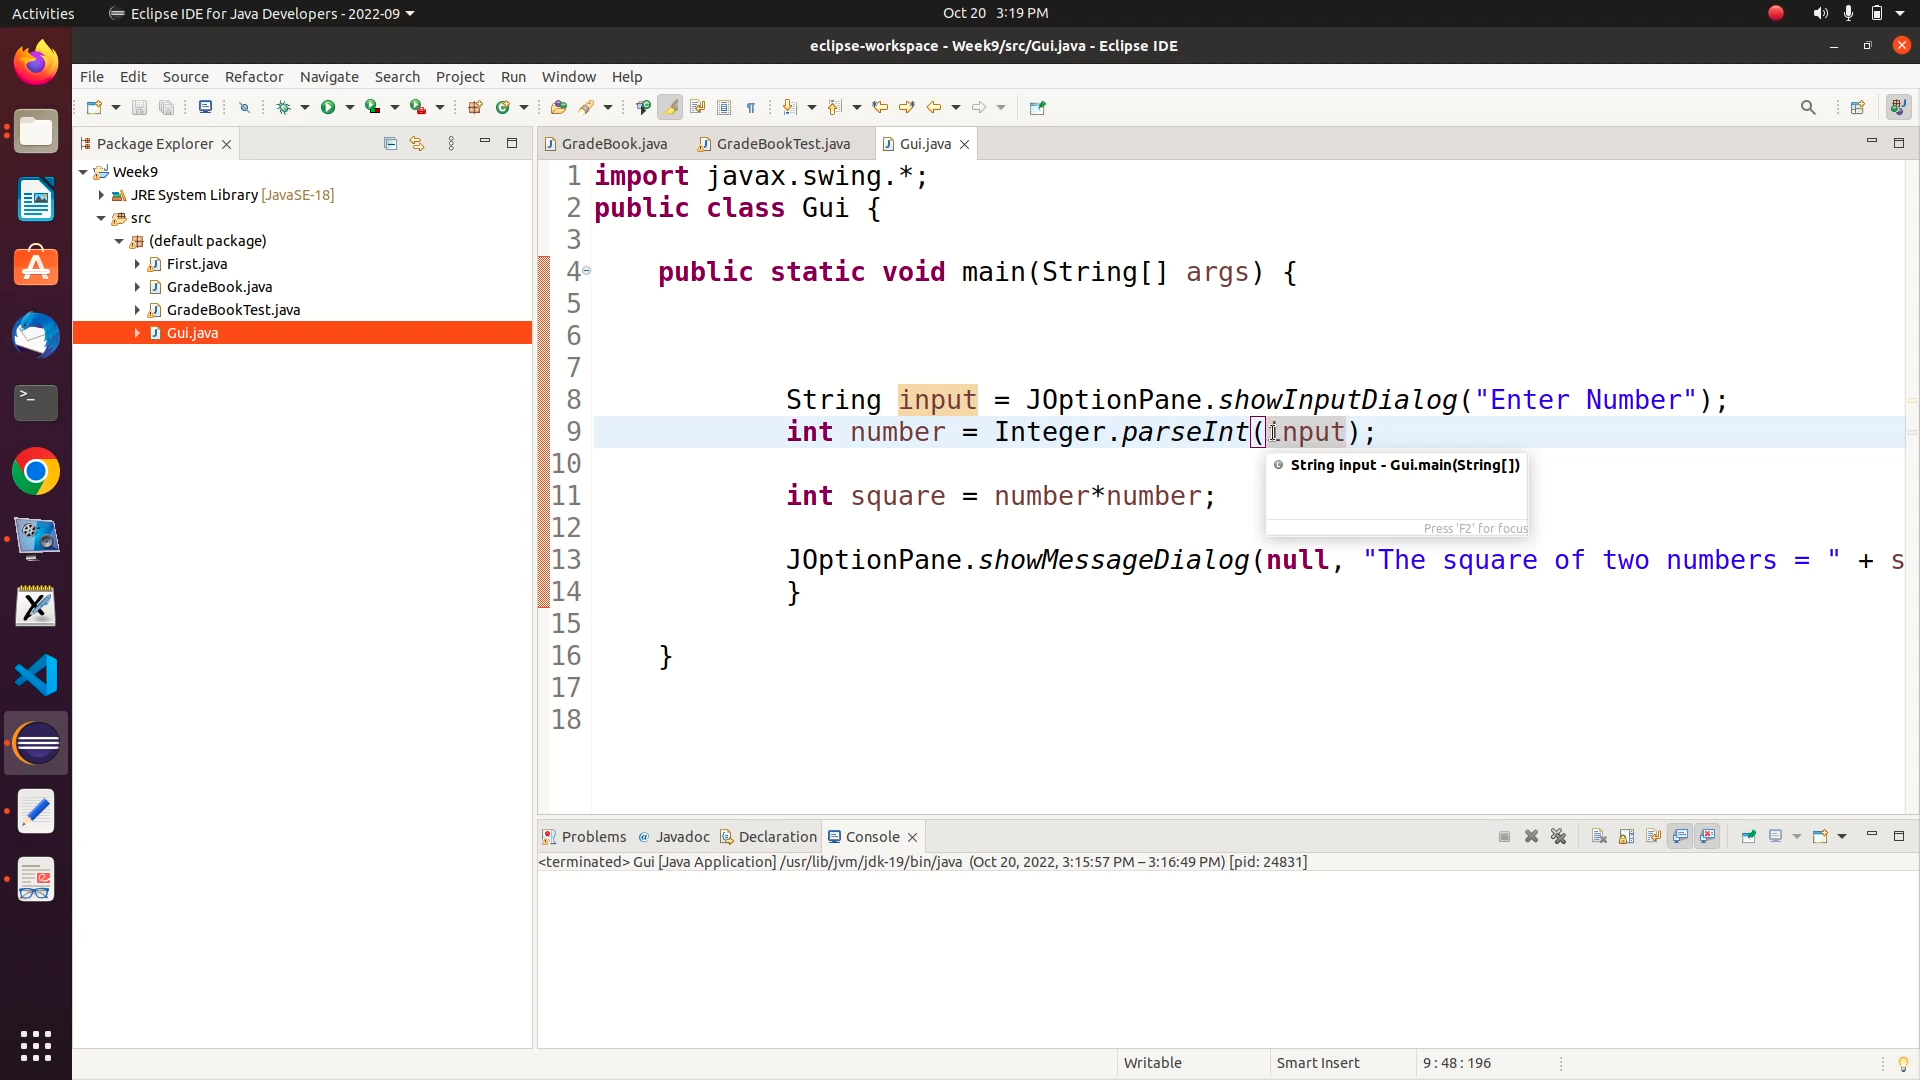 Activities Eclipse IDE for Java Developers - 2022-09 Oct 20 3:19 PM
eclipse-workspace - Week9/src/Gui.java - Eclipse IDE
File Edit Source Refactor Navigate Search Project Run Window Help
Package Explorer
Week9
JRE System Library [JavaSE-18]
src
(default package)
First.java
GradeBook.java
GradeBookTest.java
Gui.java
GradeBook.java GradeBookTest.java Gui.java
1 import javax.swing.*;
2 public class Gui {
3
4 public static void main(String[] args) {
5
6
7
8 String input = JOptionPane.showInputDialog("Enter Number");
9 int number = Integer.parseInt(input);
10
11 int square = number*number;
12
13 JOptionPane.showMessageDialog(null, "The square of two numbers = " + s
14 }
15
16 }
17
18
String input - Gui.main(String[])
Press 'F2' for focus
Problems Javadoc Declaration Console
<terminated> Gui [Java Application] /usr/lib/jvm/jdk-19/bin/java (Oct 20, 2022, 3:15:57 PM – 3:16:49 PM) [pid: 24831]
Writable Smart Insert 9 : 48 : 196